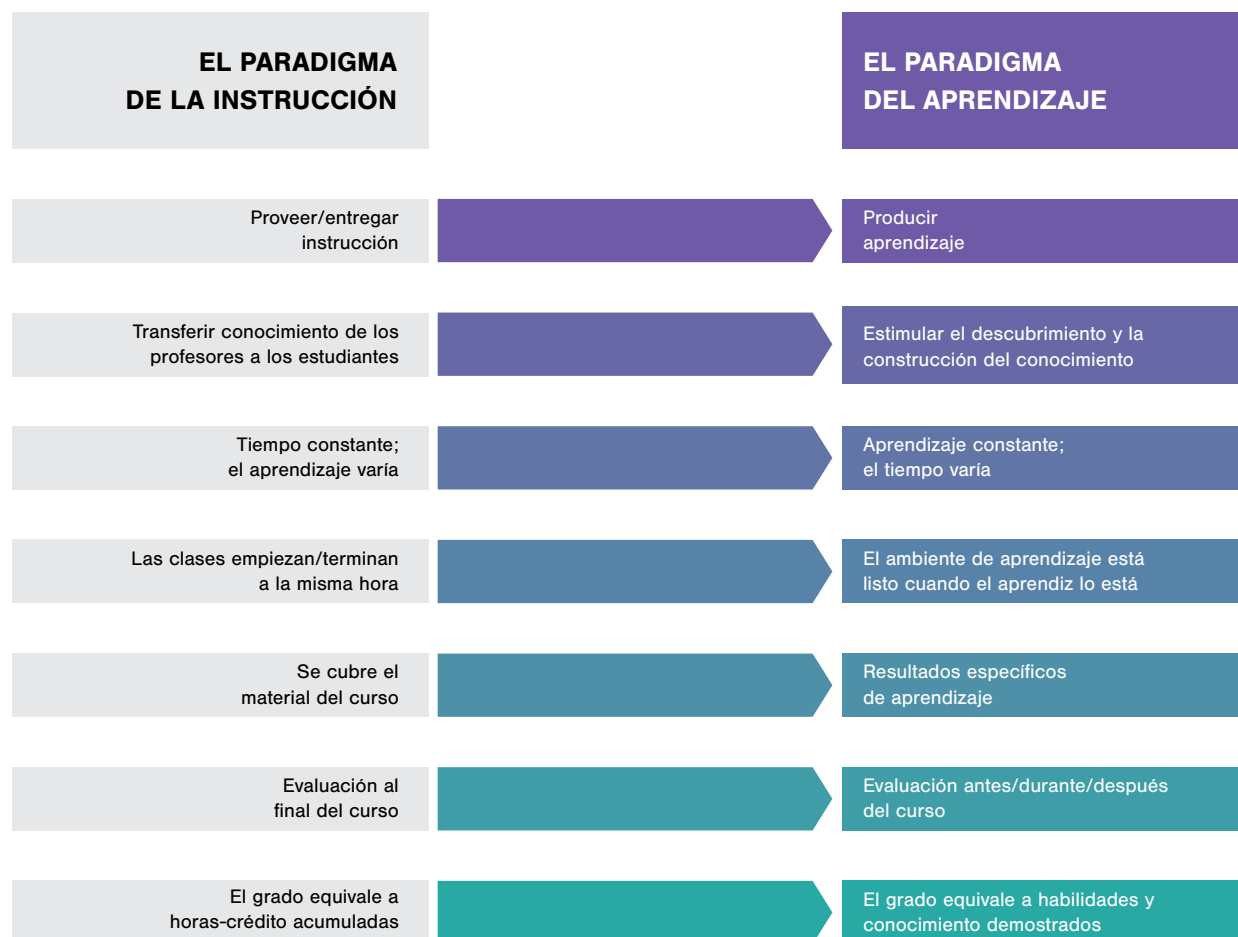 EL PARADIGMA
DE LA INSTRUCCIÓN
EL PARADIGMA
DEL APRENDIZAJE
Proveer/entregar
instrucción
Producir
aprendizaje
Transferir conocimiento de los
profesores a los estudiantes
Estimular el descubrimiento y la
construcción del conocimiento
Tiempo constante;
el aprendizaje varía
Aprendizaje constante;
el tiempo varía
Las clases empiezan/terminan
a la misma hora
El ambiente de aprendizaje está
listo cuando el aprendiz lo está
Se cubre el
material del curso
Resultados específicos
de aprendizaje
Evaluación al
final del curso
Evaluación antes/durante/después
del curso
El grado equivale a
horas-crédito acumuladas
El grado equivale a habilidades y
conocimiento demostrados